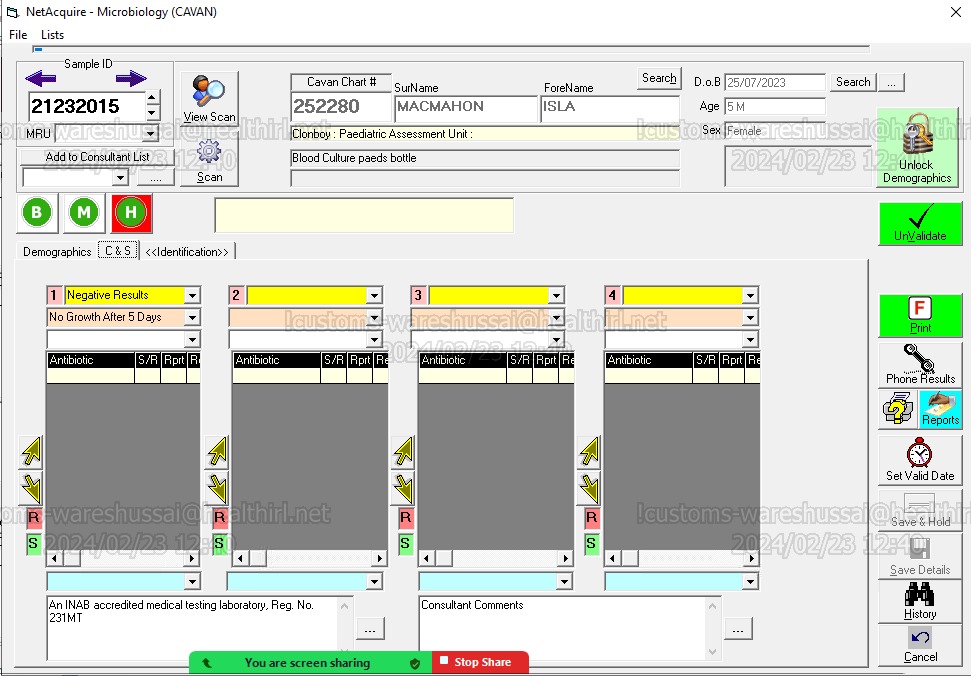 NetAcquire - Microbiology (CAVAN)
File Lists
Sample ID
21232015
MRU
Add to Consultant List
....
View Scan
Scan
Cavan Chart # SurName ForeName Search
252280 MACMAHON ISLA
Clonboy : Paediatric Assessment Unit :
Blood Culture paeds bottle
D.o.B 25/07/2023 Search ...
Age 5 M
Sex Female
Unlock
Demographics
B M H
UnValidate
Demographics C & S <<Identification>>
1 Negative Results 2 3 4
No Growth After 5 Days
Antibiotic S/R Rprt Re Antibiotic S/R Rprt Re Antibiotic S/R Rprt Re Antibiotic S/R Rprt Re
R R R R
S S S S
An INAB accredited medical testing laboratory, Reg. No.
231MT
...
Consultant Comments
...
F
Print
Phone Results
Reports
Set Valid Date
Save & Hold
Save Details
History
Cancel
You are screen sharing Stop Share
!customs-wareshussai@healthirl.net
2024/02/23 12:40